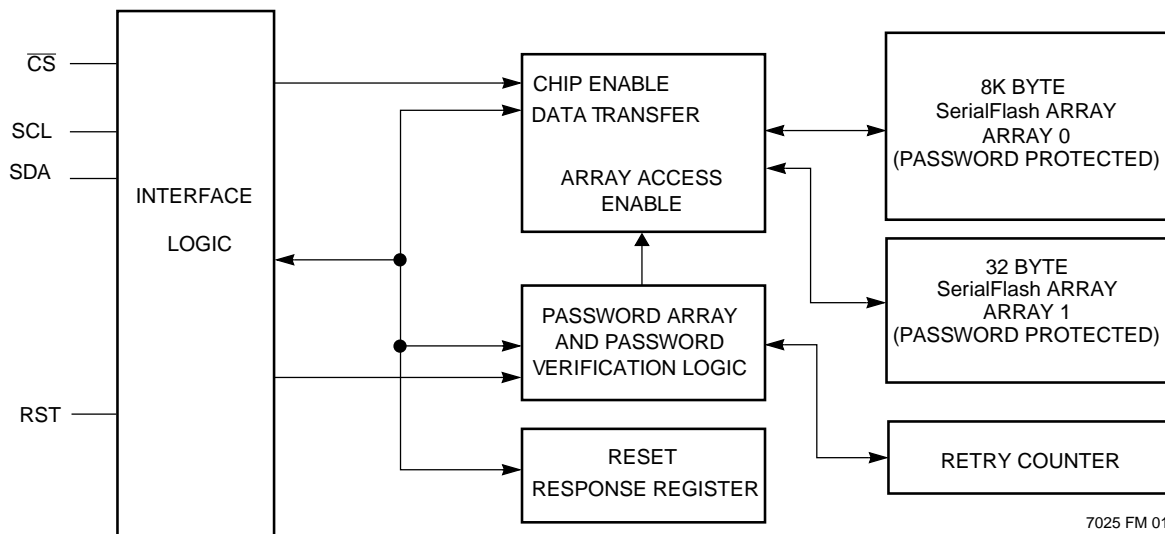 CS
SCL
SDA
RST
INTERFACE
LOGIC
CHIP ENABLE
DATA TRANSFER
ARRAY ACCESS
ENABLE
PASSWORD ARRAY
AND PASSWORD
VERIFICATION LOGIC
RESET
RESPONSE REGISTER
8K BYTE
SerialFlash ARRAY
ARRAY 0
(PASSWORD PROTECTED)
32 BYTE
SerialFlash ARRAY
ARRAY 1
(PASSWORD PROTECTED)
RETRY COUNTER
7025 FM 01